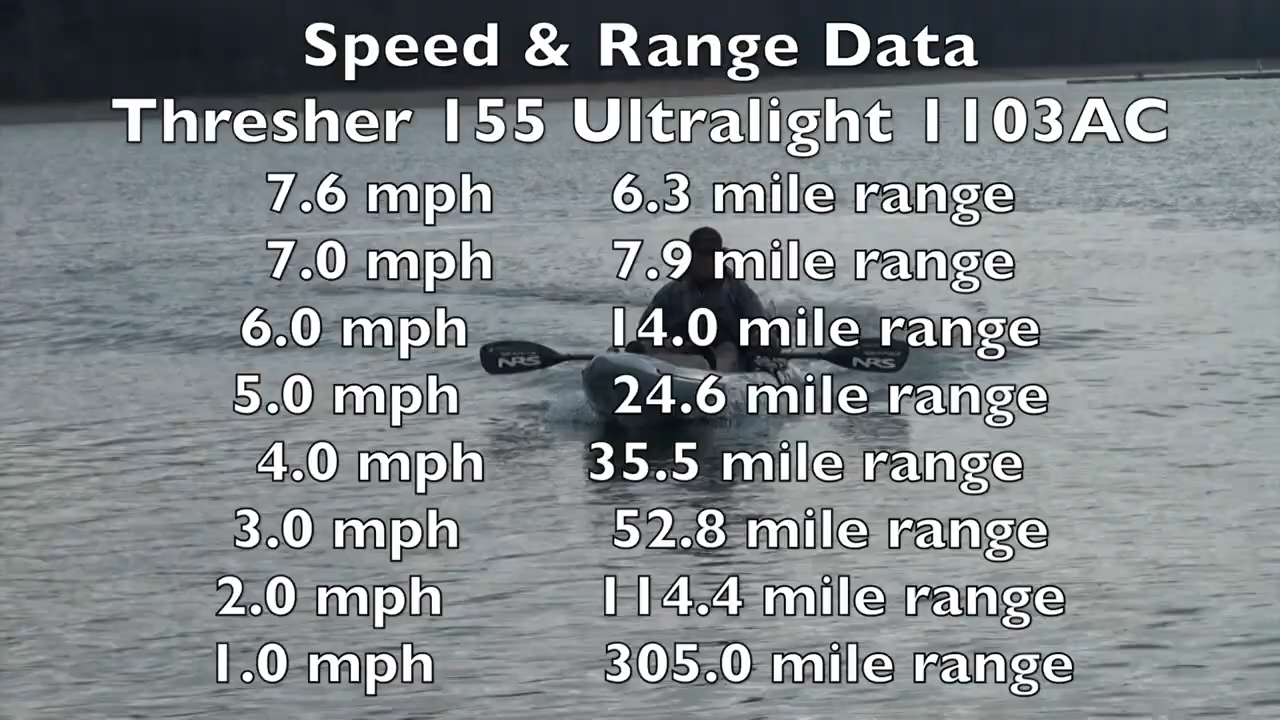 Speed & Range Data
Thresher 155 Ultralight 1103AC
7.6 mph 6.3 mile range
7.0 mph 7.9 mile range
6.0 mph 14.0 mile range
NRS NRS
5.0 mph 24.6 mile range
4.0 mph 35.5 mile range
3.0 mph 52.8 mile range
2.0 mph 114.4 mile range
1.0 mph 305.0 mile range